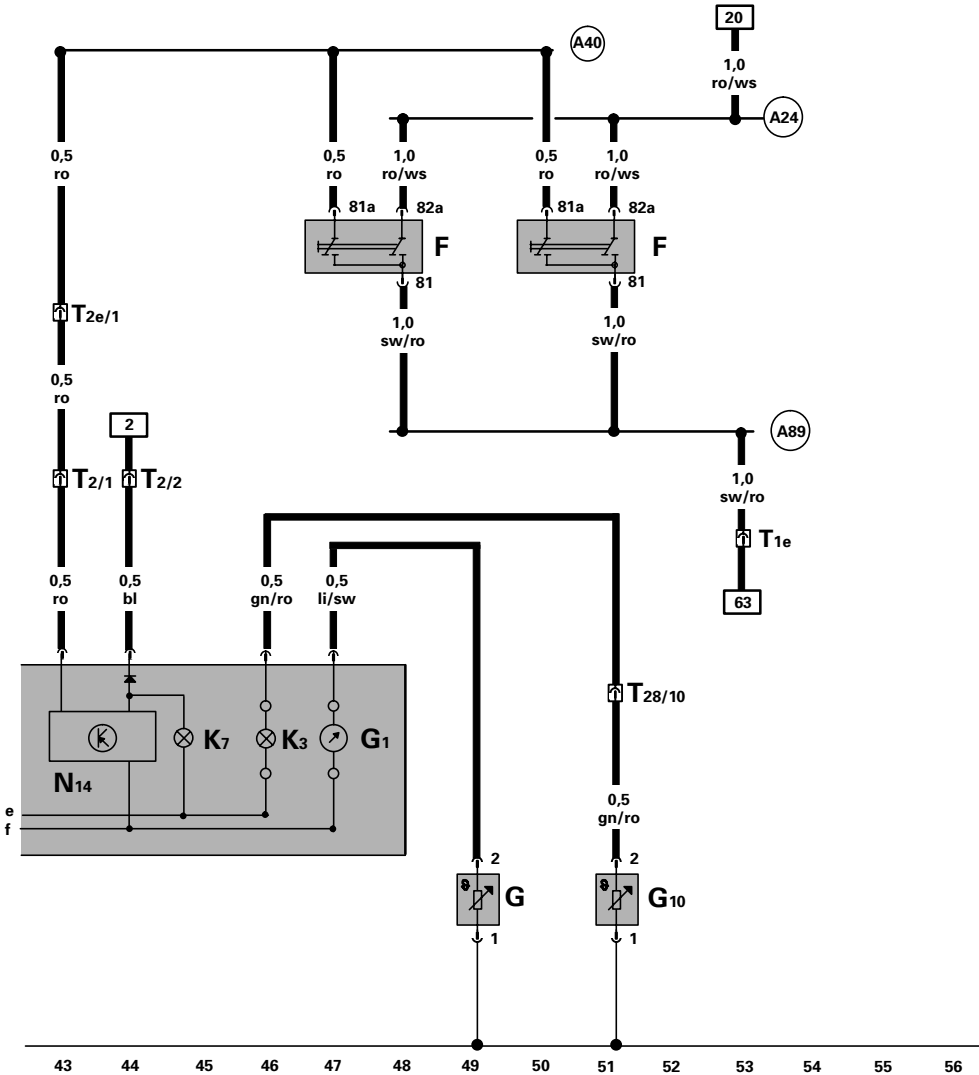 20
A40
1,0
ro/ws
A24
0,5
ro
0,5
ro
1,0
ro/ws
0,5
ro
1,0
ro/ws
81a
82a
81a
82a
F
F
81
81
T2e/1
1,0
sw/ro
1,0
sw/ro
0,5
ro
2
A89
T2/1
T2/2
1,0
sw/ro
T1e
0,5
ro
0,5
bl
0,5
gn/ro
0,5
li/sw
63
T28/10
K7
K3
G1
N14
0,5
gn/ro
e
f
2
2
G
G10
1
1
43 44 45 46 47 48 49 50 51 52 53 54 55 56